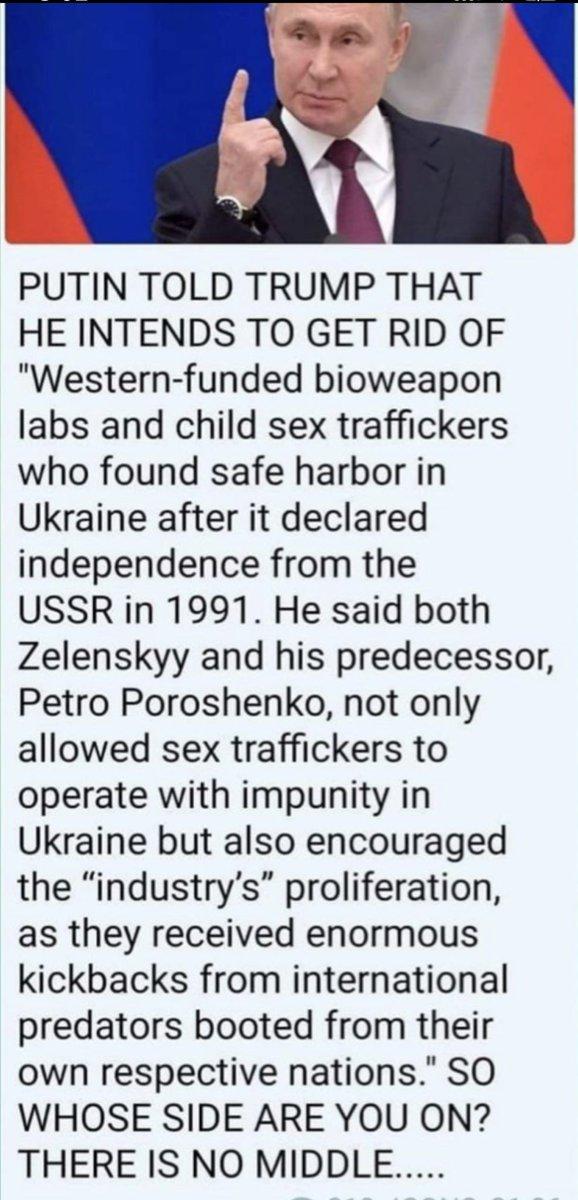 PUTIN TOLD TRUMP THAT
HE INTENDS TO GET RID OF
"Western-funded bioweapon
labs and child sex traffickers
who found safe harbor in
Ukraine after it declared
independence from the
USSR in 1991. He said both
Zelenskyy and his predecessor,
Petro Poroshenko, not only
allowed sex traffickers to
operate with impunity in
Ukraine but also encouraged
the “industry’s” proliferation,
as they received enormous
kickbacks from international
predators booted from their
own respective nations." SO
WHOSE SIDE ARE YOU ON?
THERE IS NO MIDDLE.....